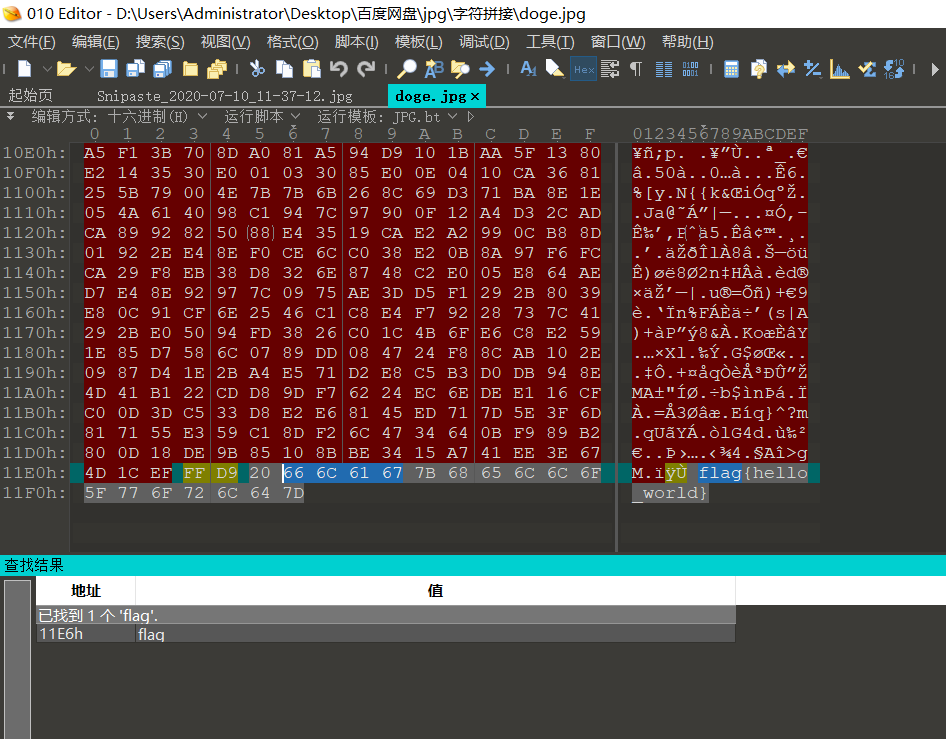 010 Editor - D:\Users\Administrator\Desktop\百度网盘\jpg\字符拼接\doge.jpg
文件(F) 编辑(E) 搜索(S) 视图(V) 格式(O) 脚本(I) 模板(L) 调试(D) 工具(T) 窗口(W) 帮助(H)
Hex
起始页 Snipaste_2020-07-10_11-37-12.jpg doge.jpg×
编辑方式: 十六进制(H) 运行脚本 运行模板: JPG.bt
0 1 2 3 4 5 6 7 8 9 A B C D E F 0123456789ABCDEF
10E0h: A5 F1 3B 70 8D A0 81 A5 94 D9 10 1B AA 5F 13 80 ¥ñ;p. .¥”Ù..ª_.€
10F0h: E2 14 35 30 E0 01 03 30 85 E0 0E 04 10 CA 36 81 â.50à..0…à...Ê6.
1100h: 25 5B 79 00 4E 7B 7B 6B 26 8C 69 D3 71 BA 8E 1E %[y.N{{k&ŒiÓqºŽ.
1110h: 05 4A 61 40 98 C1 94 7C 97 90 0F 12 A4 D3 2C AD .Ja@˜Á”|—...¤Ó,-
1120h: CA 89 92 82 50 (88) E4 35 19 CA E2 A2 99 0C B8 8D
1130h: 01 92 2E E4 8E F0 CE 6C C0 38 E2 0B 8A 97 F6 FC .’.äŽðÎlÀ8â.Š—öü
1140h: CA 29 F8 EB 38 D8 32 6E 87 48 C2 E0 05 E8 64 AE Ê)øë8Ø2n‡HÂà.èd®
1150h: D7 E4 8E 92 97 7C 09 75 AE 3D D5 F1 29 2B 80 39 ×äŽ’—|.u®=Õñ)+€9
1160h: E8 0C 91 CF 6E 25 46 C1 C8 E4 F7 92 28 73 7C 41 è.‘Ïn%FÁÈä÷’(s|A
1170h: 29 2B E0 50 94 FD 38 26 C0 1C 4B 6F E6 C8 E2 59 )+àP”ý8&À.KoæÈâY
1180h: 1E 85 D7 58 6C 07 89 DD 08 47 24 F8 8C AB 10 2E .…×Xl.‰Ý.G$øŒ«..
1190h: 09 87 D4 1E 2B A4 E5 71 D2 E8 C5 B3 D0 DB 94 8E .‡Ô.+¤åqÒèÅ³ÐÛ”Ž
11A0h: 4D 41 B1 22 CD D8 9D F7 62 24 EC 6E DE E1 16 CF MA±"ÍØ.÷b$ìnÞá.Ï
11B0h: C0 0D 3D C5 33 D8 E2 E6 81 45 ED 71 7D 5E 3F 6D À.=Å3Øâæ.Eíq}^?m
11C0h: 81 71 55 E3 59 C1 8D F2 6C 47 34 64 0B F9 89 B2 .qUãYÁ.òlG4d.ù‰²
11D0h: 80 0D 18 DE 9B 85 10 8B BE 34 15 A7 41 EE 3E 67 €..Þ›….‹¾4.§Aî>g
11E0h: 4D 1C EF FF D9 20 66 6C 61 67 7B 68 65 6C 6C 6F M.ïÿÙ flag{hello
11F0h: 5F 77 6F 72 6C 64 7D _world}
查找结果
地址 值
已找到 1 个 'flag'.
11E6h flag